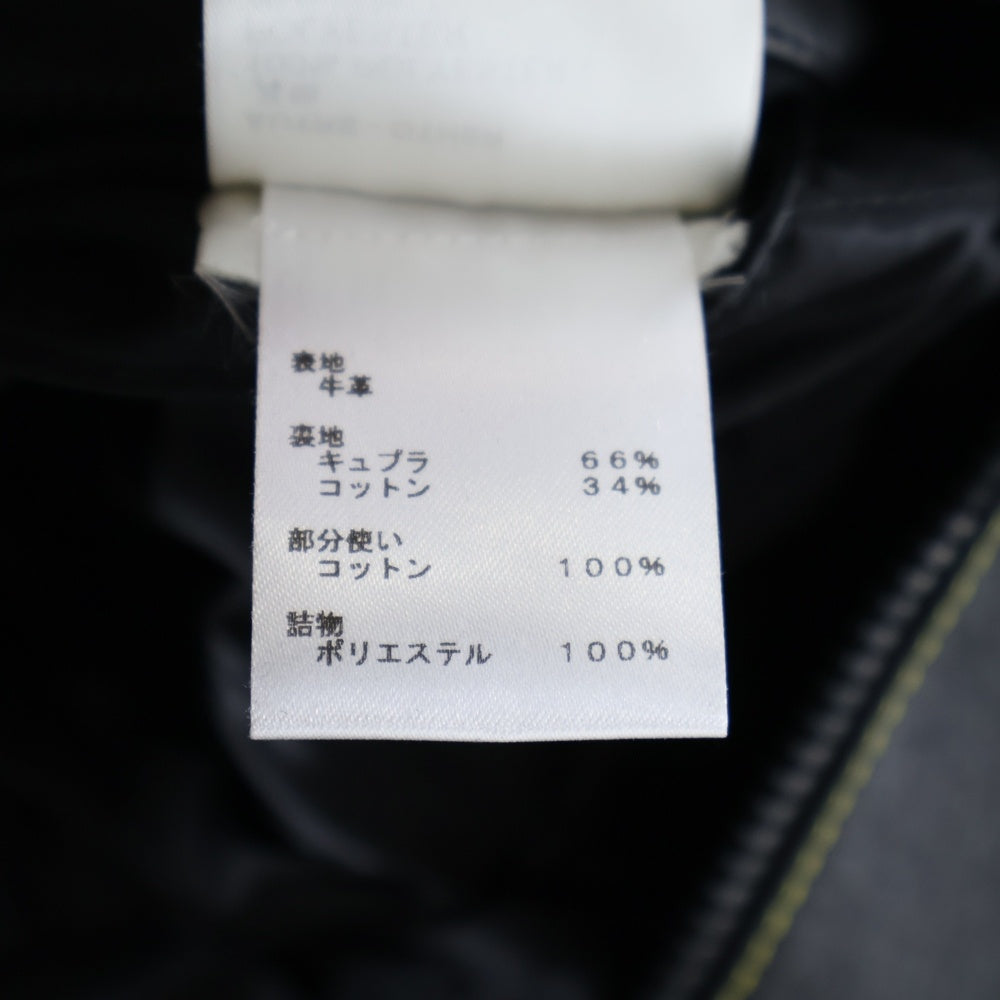 表地
牛革
裏地
キュプラ 66%
コットン 34%
部分使い
コットン 100%
詰物
ポリエステル 100%